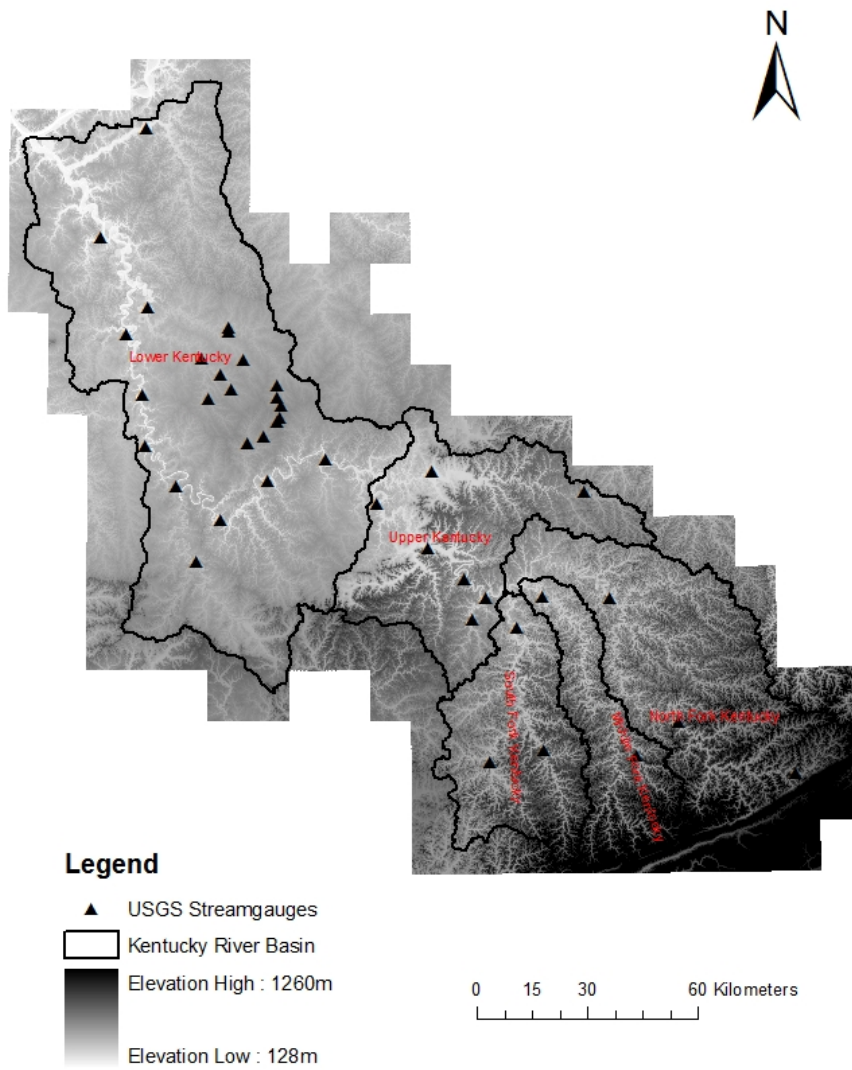 N
Lower Kentucky
Upper Kentucky
South Fork Kentucky
Middle Fork Kentucky
North Fork Kentucky
Legend
USGS Streamgauges
Kentucky River Basin
Elevation High : 1260m
Elevation Low : 128m
0 15 30 60 Kilometers